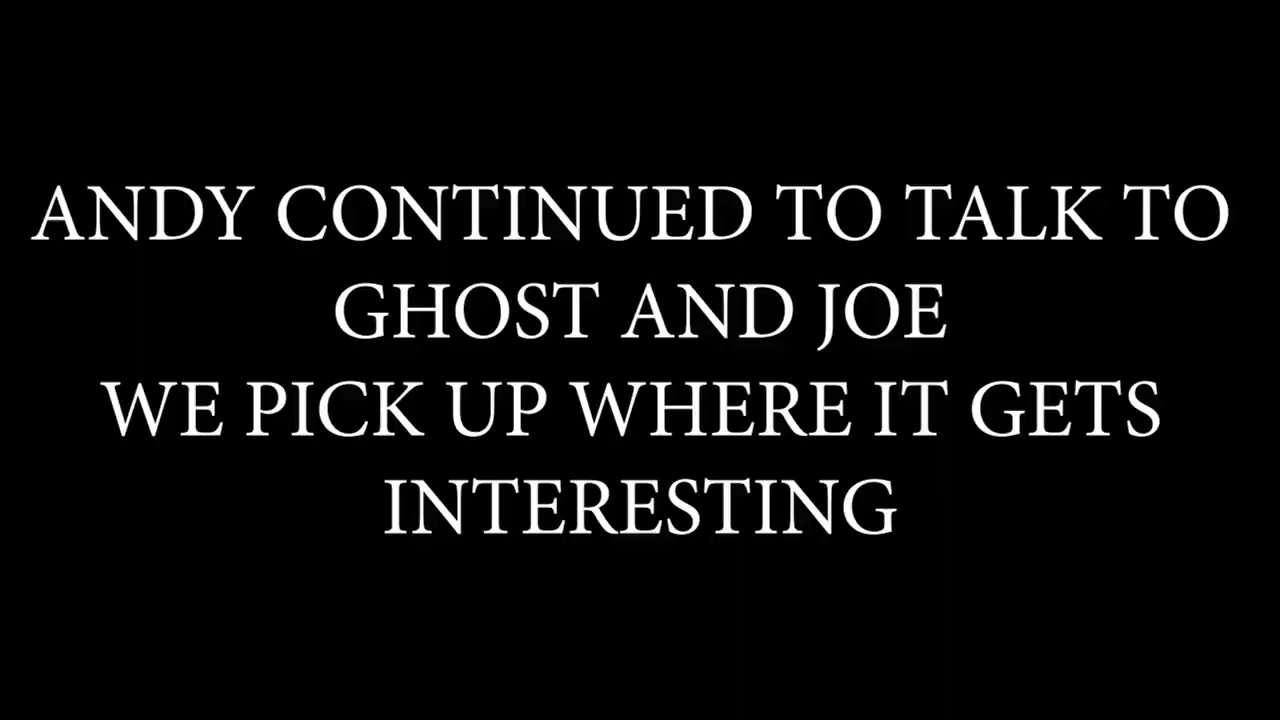 ANDY CONTINUED TO TALK TO
GHOST AND JOE
WE PICK UP WHERE IT GETS
INTERESTING